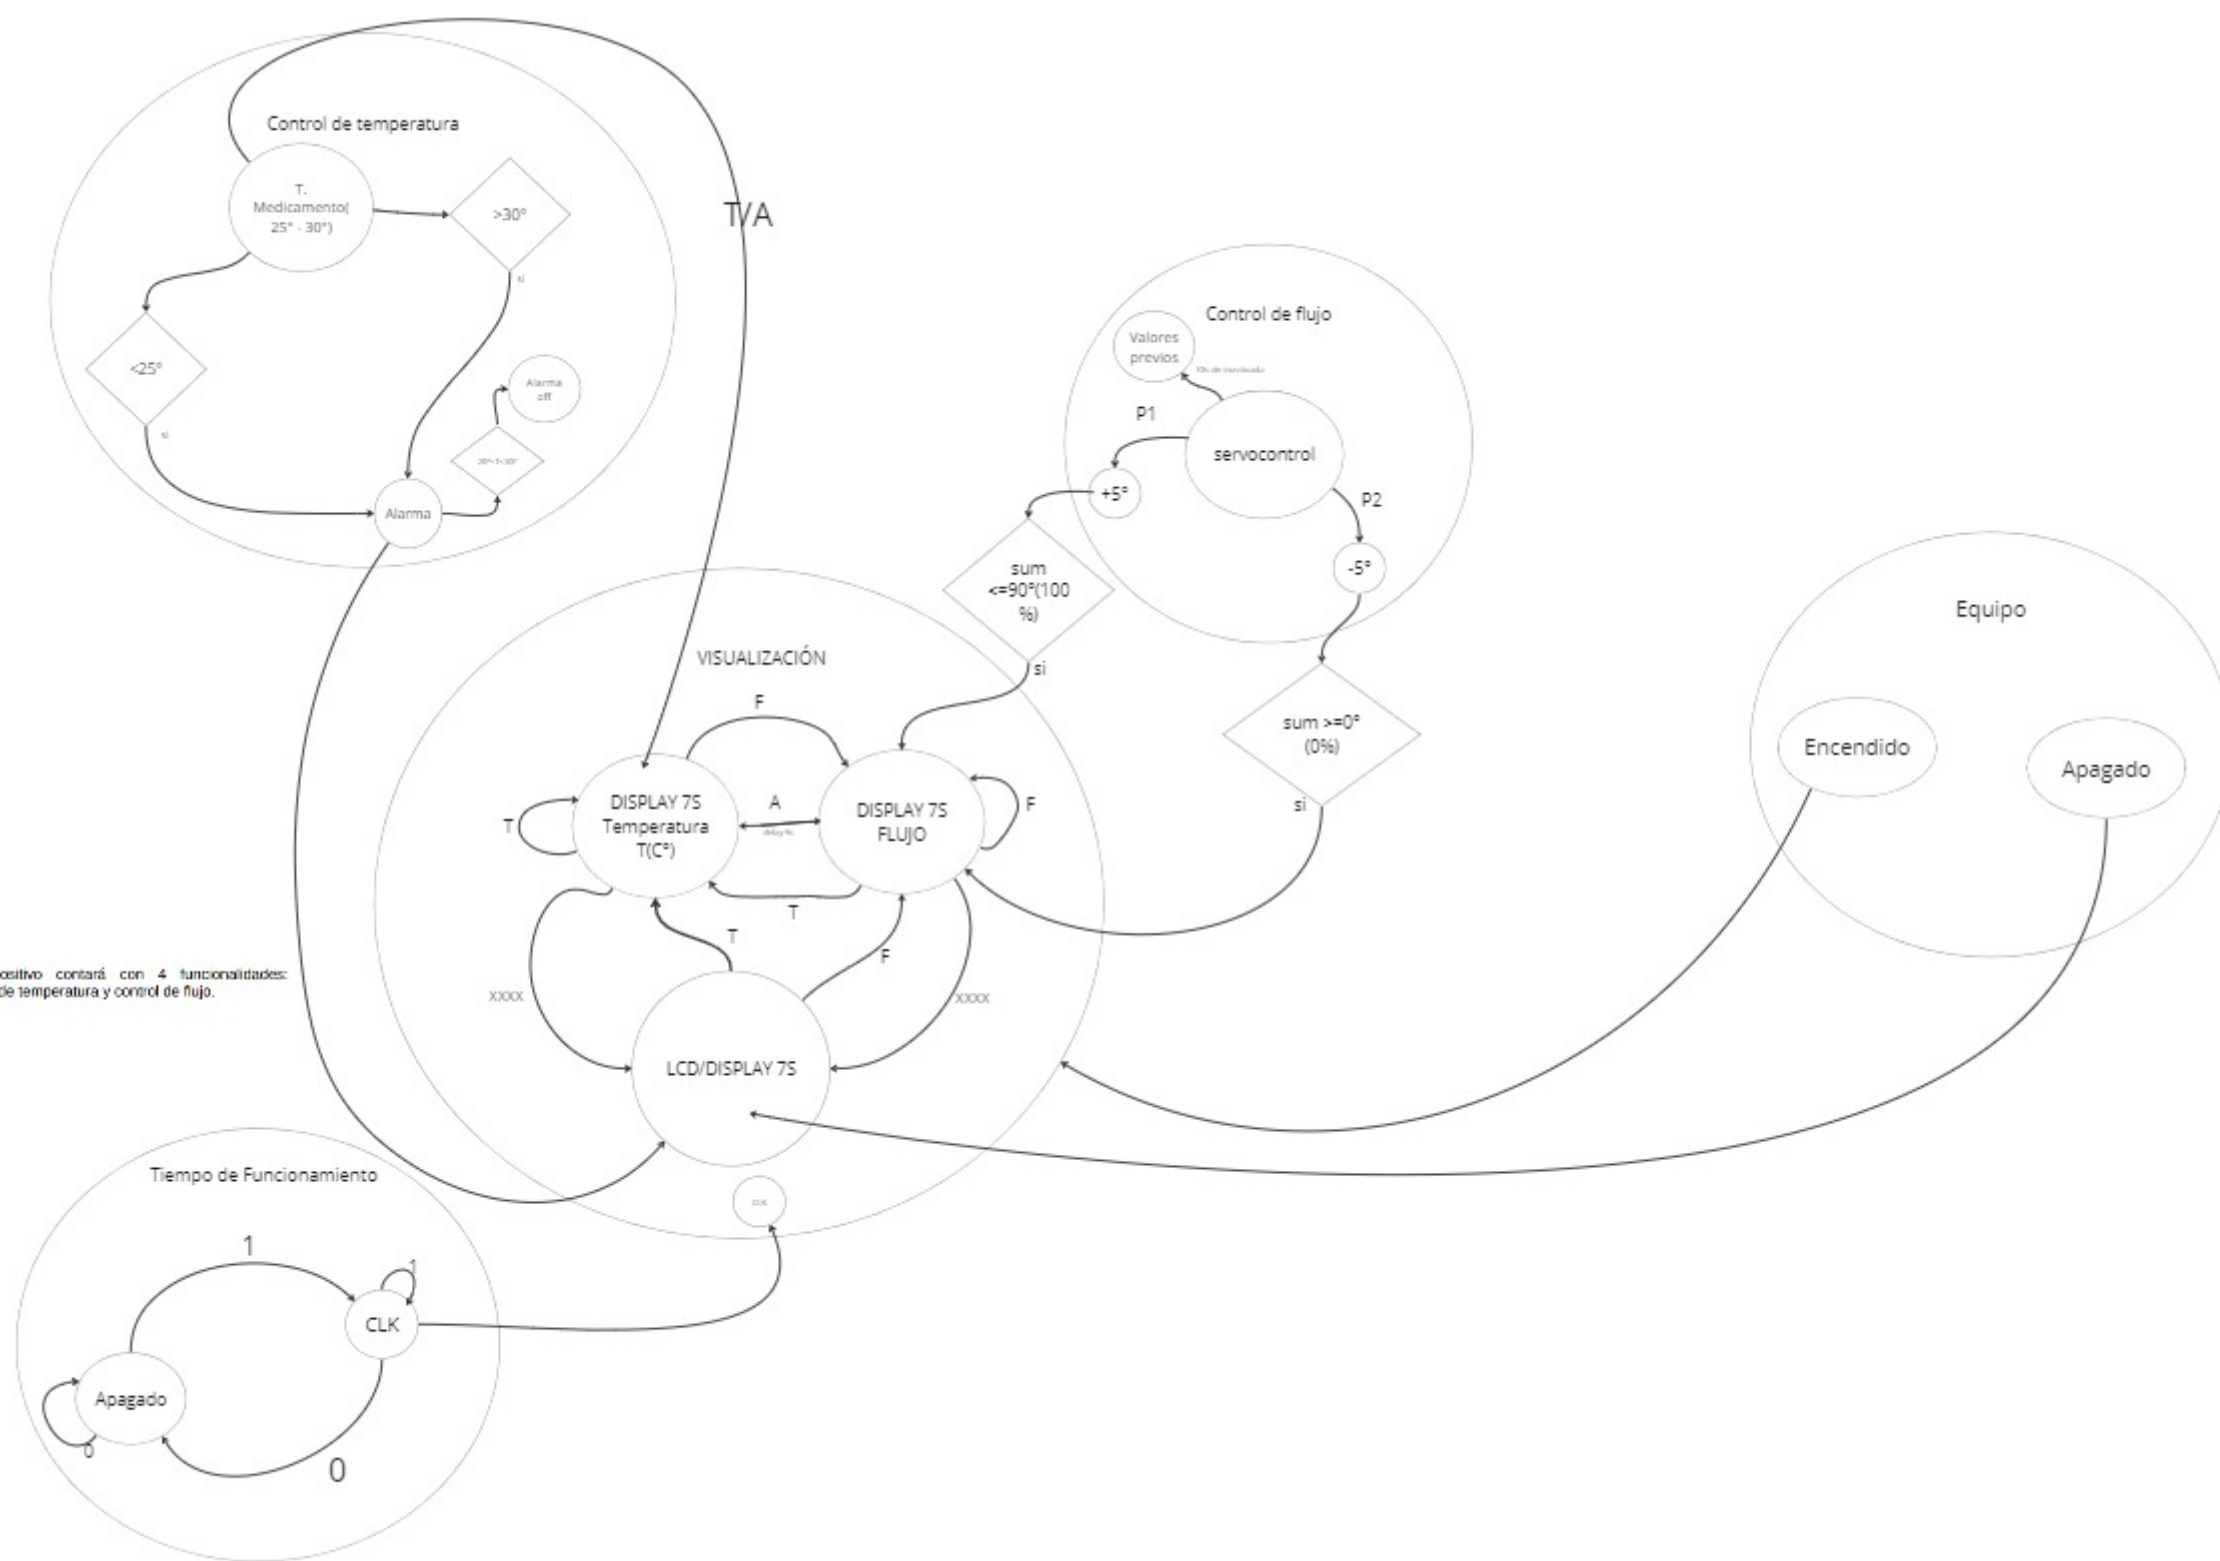 Control de temperatura
T.
Medicamento(
25° - 30°)
>30°
si
<25°
si
Alarma
off
Alarma
T/A
Control de flujo
Valores
previos
P1
servocontrol
+5°
P2
-5°
sum
<=90°(100
%)
si
sum >=0°
(0%)
si
Equipo
Encendido
Apagado
VISUALIZACIÓN
F
DISPLAY 7S
Temperatura
T(C°)
T
A
DISPLAY 7S
FLUJO
F
T
T
F
XXXX
XXXX
LCD/DISPLAY 7S
CLK
ositivo contará con 4 funcionalidades:
de temperatura y control de flujo.
Tiempo de Funcionamiento
1
1
CLK
Apagado
0
0